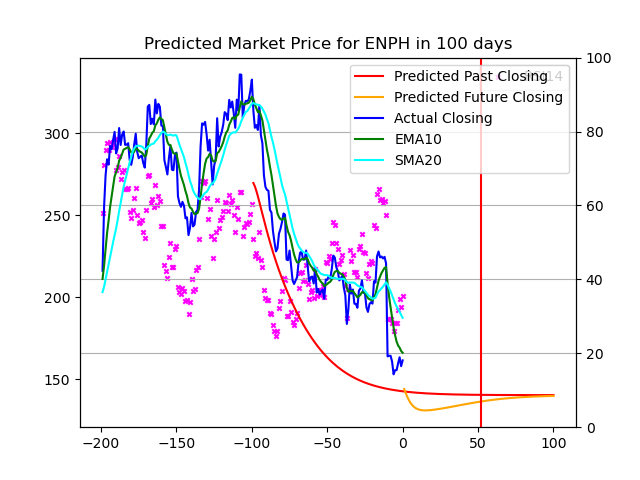 Predicted Market Price for ENPH in 100 days
Predicted Past Closing
Predicted Future Closing
Actual Closing
EMA10
SMA20
300
250
200
150
100
80
60
40
20
0
−200
−150
−100
−50
0
50
100